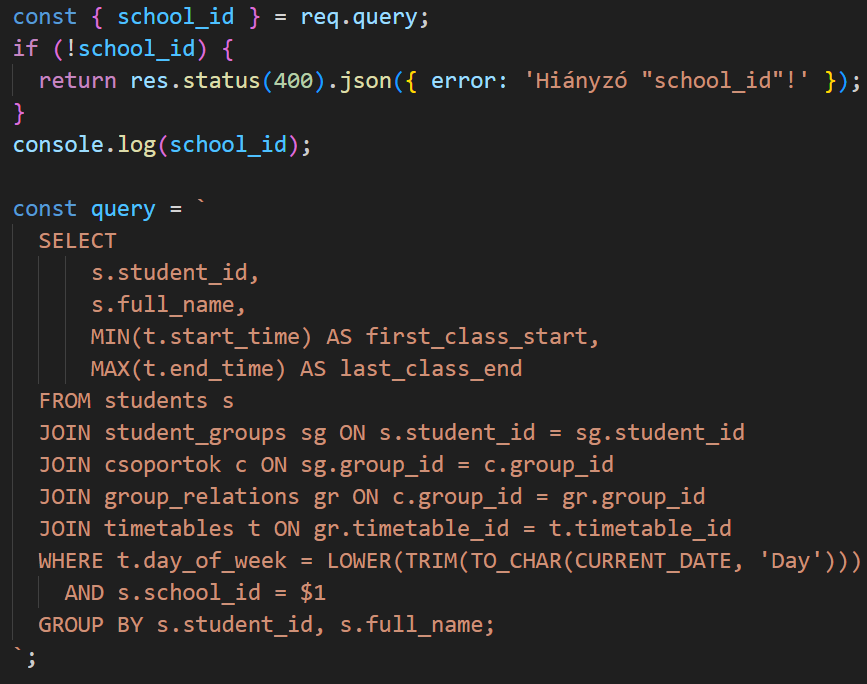 const { school_id } = req.query;
if (!school_id) {
  return res.status(400).json({ error: 'Hiányzó "school_id"!' });
}
console.log(school_id);

const query = `
  SELECT
      s.student_id,
      s.full_name,
      MIN(t.start_time) AS first_class_start,
      MAX(t.end_time) AS last_class_end
  FROM students s
  JOIN student_groups sg ON s.student_id = sg.student_id
  JOIN csoportok c ON sg.group_id = c.group_id
  JOIN group_relations gr ON c.group_id = gr.group_id
  JOIN timetables t ON gr.timetable_id = t.timetable_id
  WHERE t.day_of_week = LOWER(TRIM(TO_CHAR(CURRENT_DATE, 'Day')))
    AND s.school_id = $1
  GROUP BY s.student_id, s.full_name;
`;